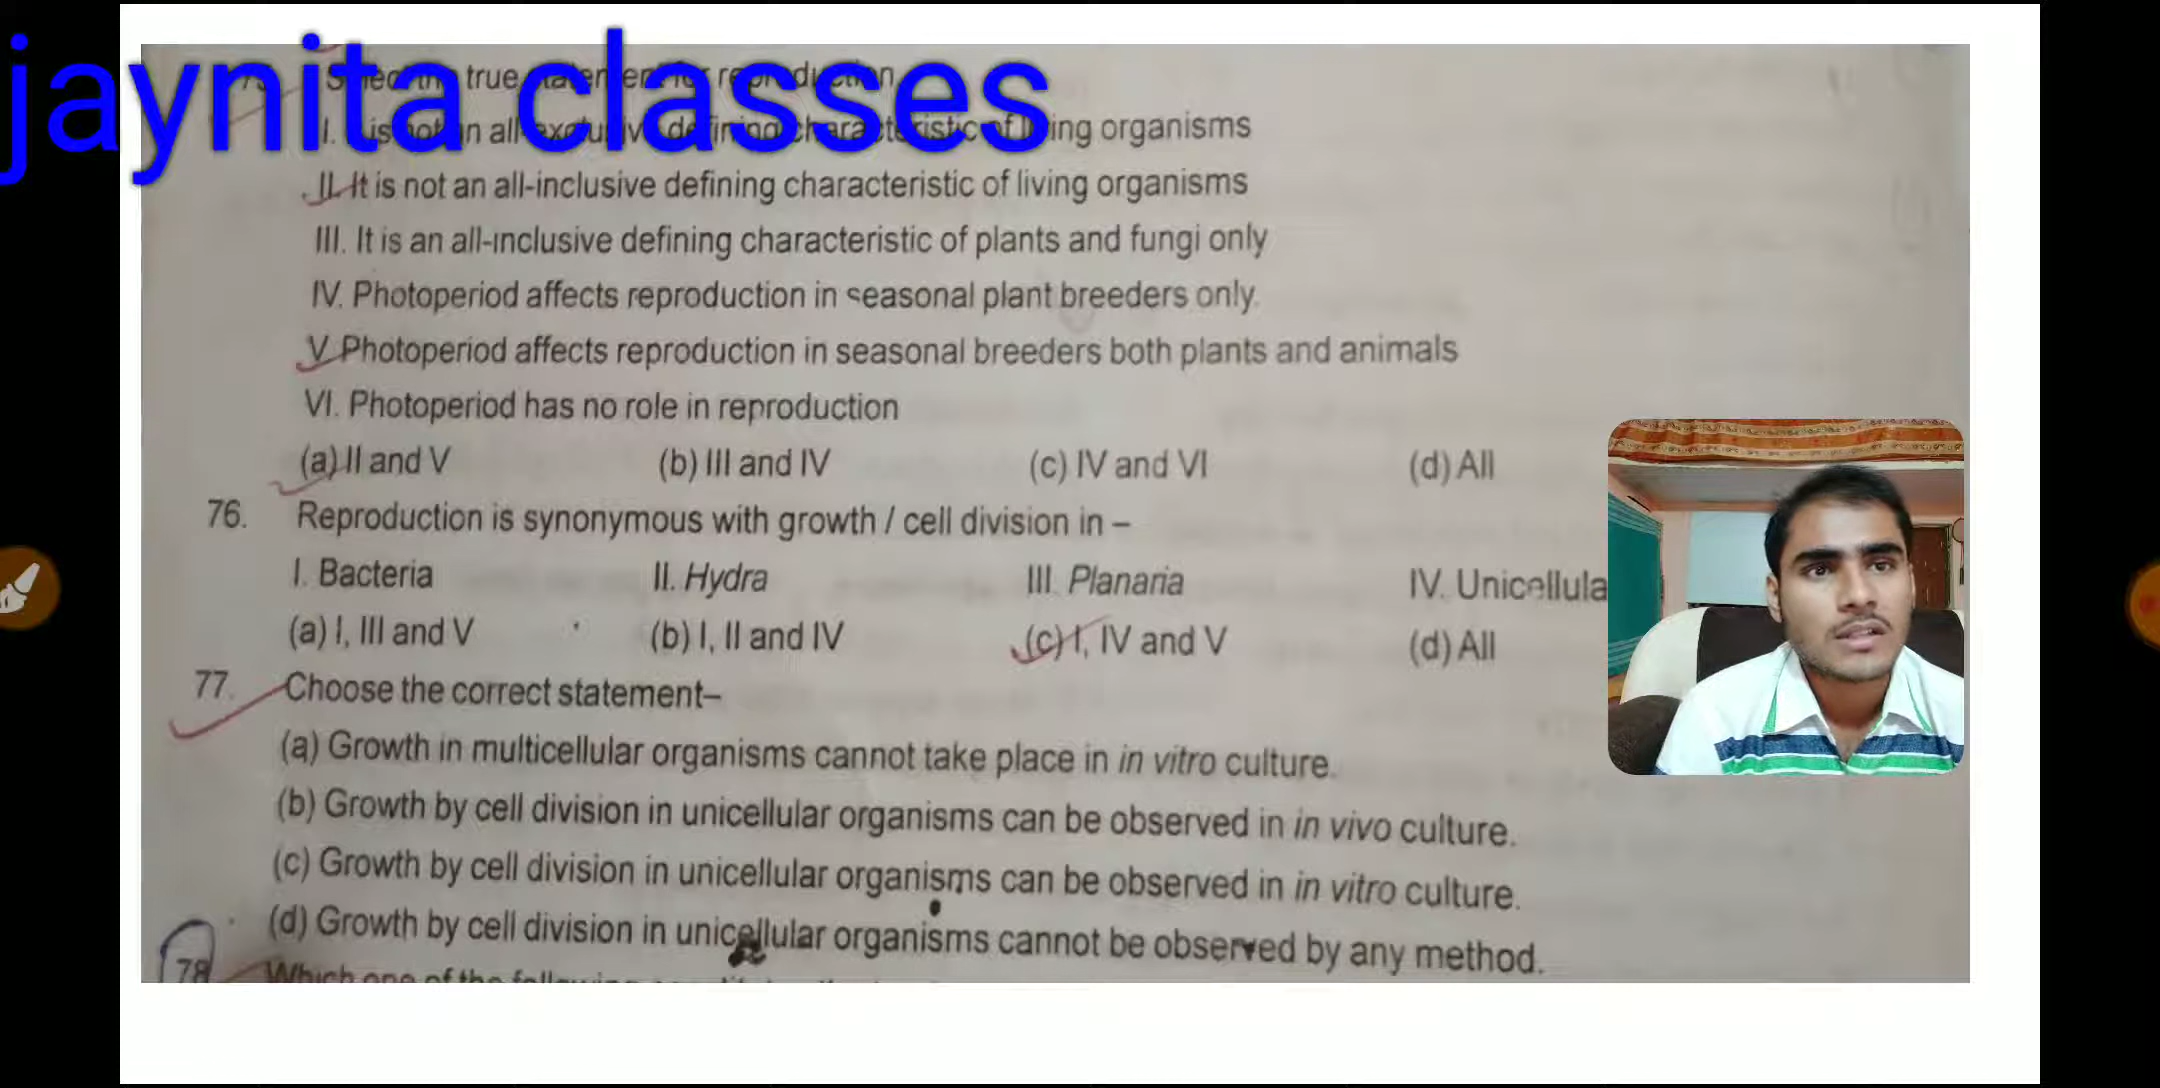 jaynita classes
true
organisms
II. It is not an all-inclusive defining characteristic of living organisms
III. It is an all-inclusive defining characteristic of plants and fungi only
IV. Photoperiod affects reproduction in seasonal plant breeders only.
V. Photoperiod affects reproduction in seasonal breeders both plants and animals
VI. Photoperiod has no role in reproduction
(a) II and V (b) III and IV (c) IV and VI (d) All
76. Reproduction is synonymous with growth / cell division in –
I. Bacteria II. Hydra III. Planaria IV. Unicellula
(a) I, III and V (b) I, II and IV (c) I, IV and V (d) All
77. Choose the correct statement–
(a) Growth in multicellular organisms cannot take place in in vitro culture.
(b) Growth by cell division in unicellular organisms can be observed in in vivo culture.
(c) Growth by cell division in unicellular organisms can be observed in in vitro culture.
(d) Growth by cell division in unicellular organisms cannot be observed by any method.
78 Which one of the following